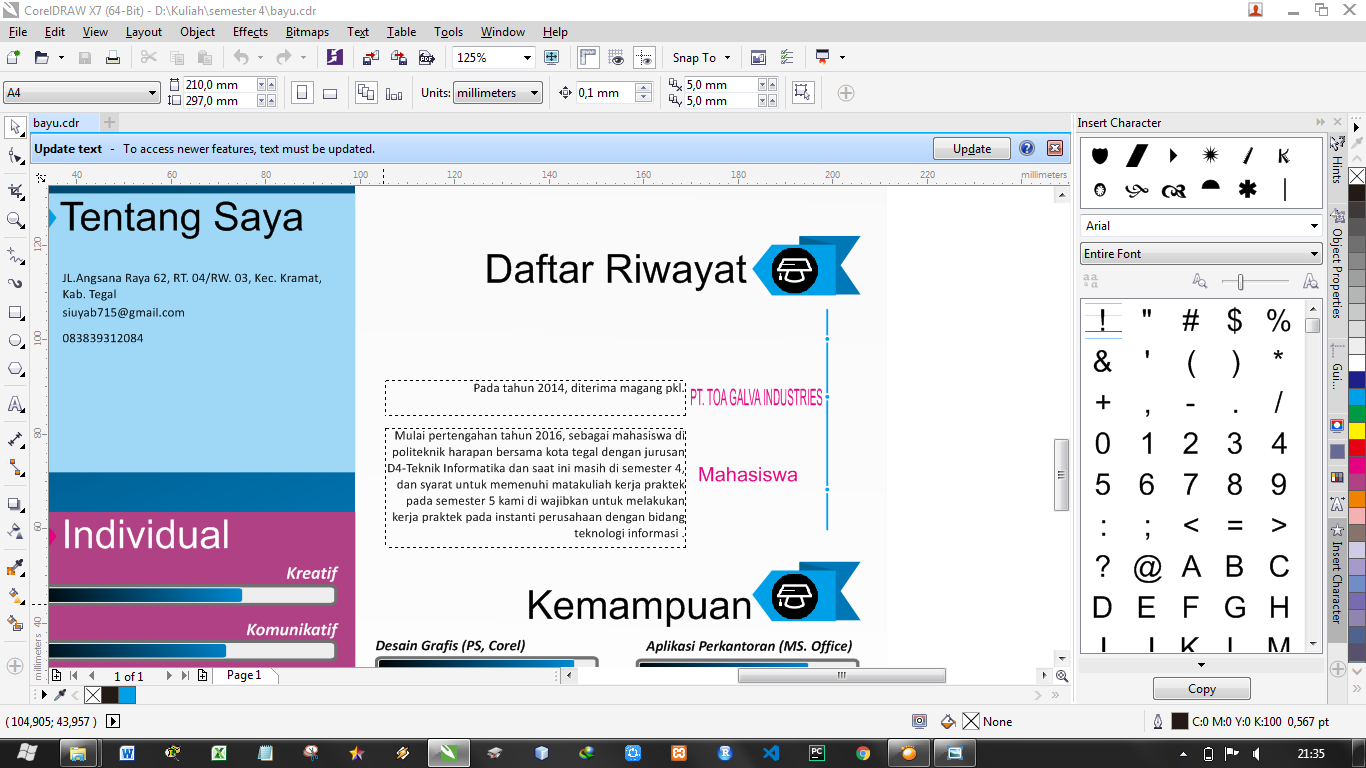 CorelDRAW X7 (64-Bit) - D:\Kuliah\semester 4\bayu.cdr
File Edit View Layout Object Effects Bitmaps Text Table Tools Window Help
125% Snap To
A4 210,0 mm 297,0 mm Units: millimeters 0,1 mm 5,0 mm 5,0 mm
bayu.cdr
Update text - To access newer features, text must be updated. Update
40 60 80 100 120 140 160 180 200 220 millimeters
120
100
80
60
40
millimeters
Tentang Saya
JL.Angsana Raya 62, RT. 04/RW. 03, Kec. Kramat,
Kab. Tegal
siuyab715@gmail.com
083839312084
Individual
Kreatif
Komunikatif
Daftar Riwayat
Pada tahun 2014, diterima magang pkl.
PT. TOA GALVA INDUSTRIES
Mulai pertengahan tahun 2016, sebagai mahasiswa di
politeknik harapan bersama kota tegal dengan jurusan
D4-Teknik Informatika dan saat ini masih di semester 4,
dan syarat untuk memenuhi matakuliah kerja praktek
pada semester 5 kami di wajibkan untuk melakukan
kerja praktek pada instanti perusahaan dengan bidang
teknologi informasi .
Mahasiswa
Kemampuan
Desain Grafis (PS, Corel) Aplikasi Perkantoran (MS. Office)
Insert Character
Arial
Entire Font
! " # $ %
& ' ( ) *
+ , - . /
0 1 2 3 4
5 6 7 8 9
: ; < = >
? @ A B C
D E F G H
I J K L M
Copy
Hints
Object Properties
Gui...
Insert Character
1 of 1 Page 1
( 104,905; 43,957 ) None C:0 M:0 Y:0 K:100 0,567 pt
21:35